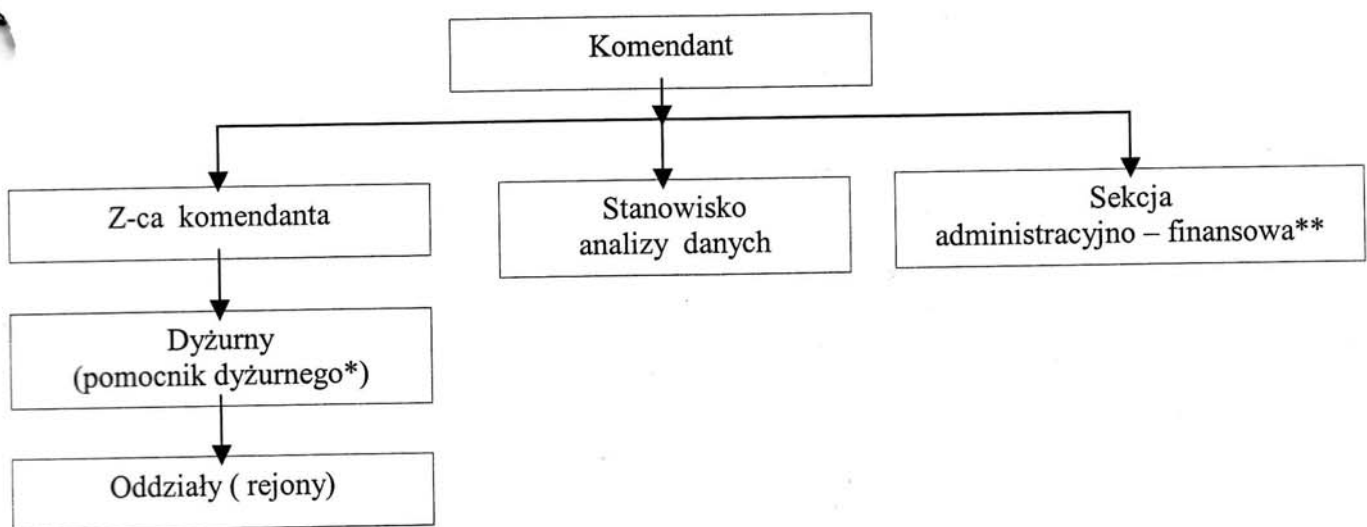 Komendant
Z-ca komendanta
Stanowisko
analizy danych
Sekcja
administracyjno – finansowa**
Dyżurny
(pomocnik dyżurnego*)
Oddziały ( rejony)